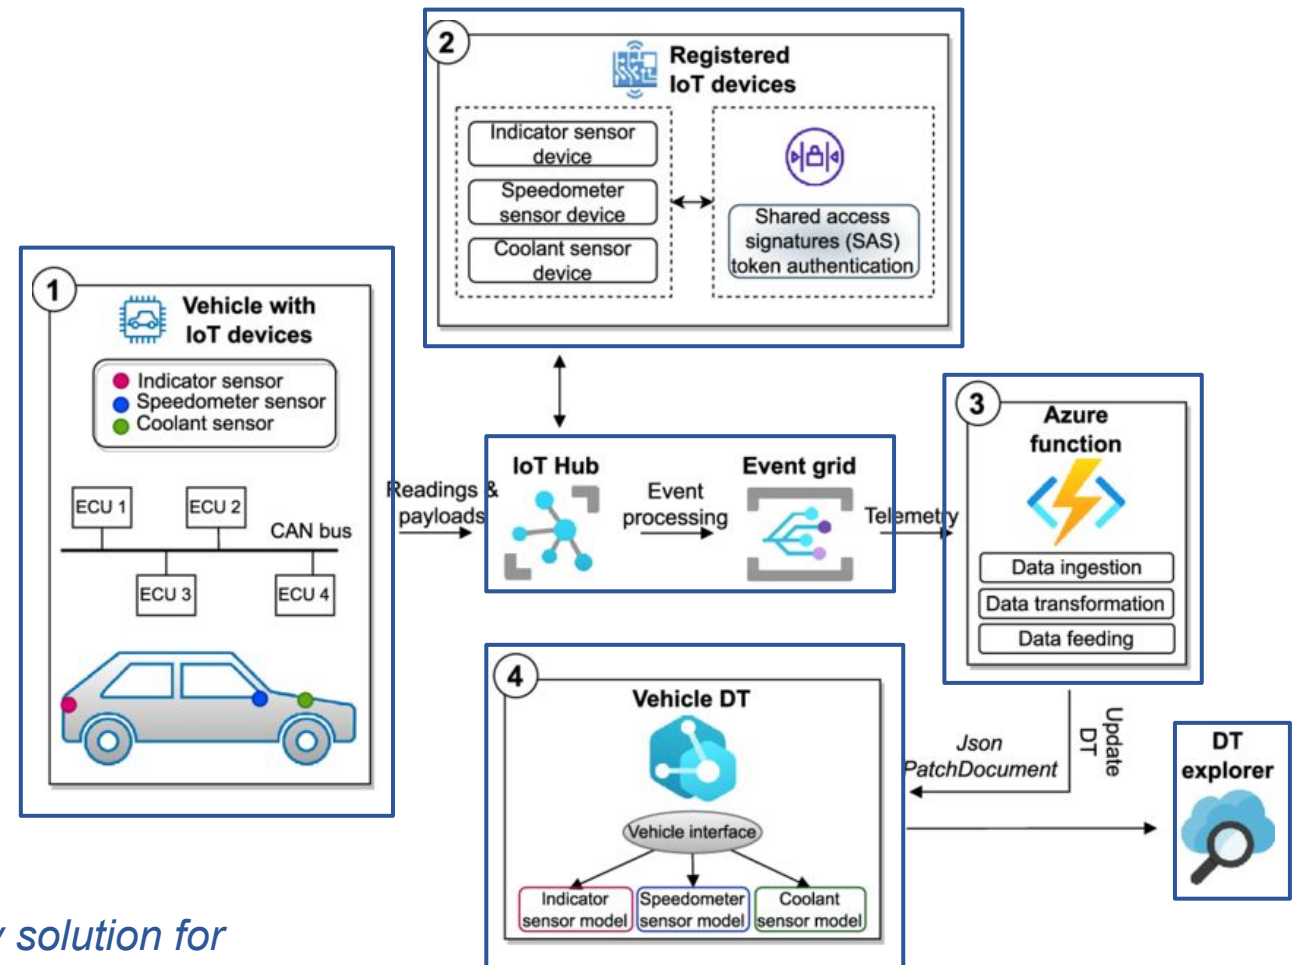 2
Registered
IoT devices
Indicator sensor
device
Speedometer
sensor device
Coolant sensor
device
Shared access
signatures (SAS)
token authentication
1
Vehicle with
IoT devices
Indicator sensor
Speedometer sensor
Coolant sensor
ECU 1
ECU 2
CAN bus
ECU 3
ECU 4
Readings &
payloads
IoT Hub
Event
processing
Event grid
Telemetry
3
Azure
function
Data ingestion
Data transformation
Data feeding
Update
DT
Json
PatchDocument
4
Vehicle DT
Vehicle interface
Indicator
sensor model
Speedometer
sensor model
Coolant
sensor model
DT
explorer
solution for